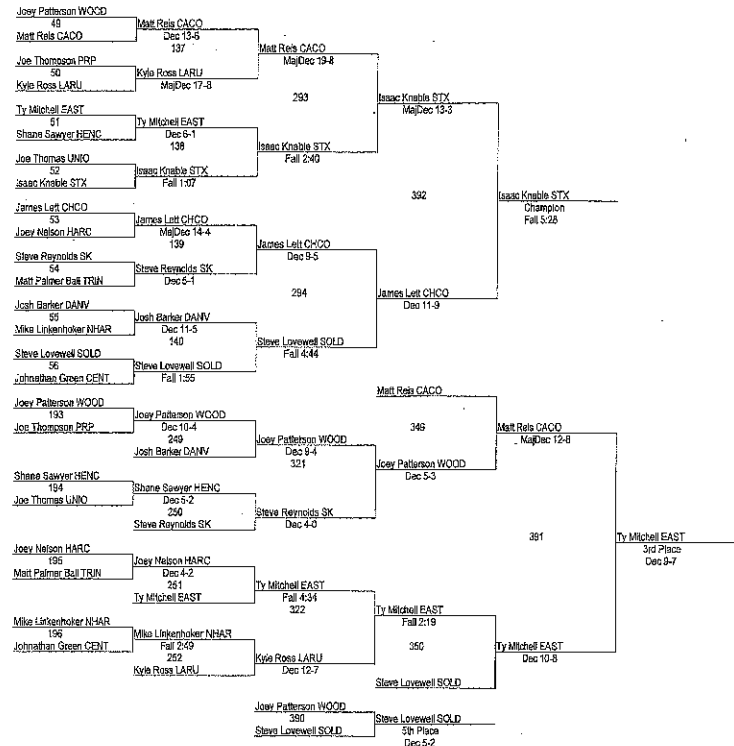 Joey Patterson WOOD
49
Matt Reis CACO
Matt Reis CACO
Dec 13-6
137
Joe Thompson PRP
50
Kyle Ross LARU
Kyle Ross LARU
MajDec 17-8
Matt Reis CACO
MajDec 19-8
293
Ty Mitchell EAST
51
Shane Sawyer HENC
Ty Mitchell EAST
Dec 6-1
138
Joe Thomas UNIO
52
Isaac Knable STX
Isaac Knable STX
Fall 1:07
Isaac Knable STX
Fall 2:40
Isaac Knable STX
MajDec 13-3
392
James Lett CHCO
53
Joey Nelson HARC
James Lett CHCO
MajDec 14-4
139
Steve Reynolds SK
54
Matt Palmer Ball TRIN
Steve Reynolds SK
Dec 5-1
James Lett CHCO
Dec 9-5
294
Josh Barker DANV
55
Mike Linkenhoker NHAR
Josh Barker DANV
Dec 11-5
140
Steve Lovewell SOLD
56
Johnathan Green CENT
Steve Lovewell SOLD
Fall 1:55
Steve Lovewell SOLD
Fall 4:44
James Lett CHCO
Dec 11-9
Isaac Knable STX
Champion
Fall 5:28
Joey Patterson WOOD
193
Joe Thompson PRP
Joey Patterson WOOD
Dec 10-4
249
Josh Barker DANV
Joey Patterson WOOD
Dec 9-4
321
Shane Sawyer HENC
194
Joe Thomas UNIO
Shane Sawyer HENC
Dec 5-2
250
Steve Reynolds SK
Steve Reynolds SK
Dec 4-0
Matt Reis CACO
349
Joey Patterson WOOD
Dec 5-3
Matt Reis CACO
MajDec 12-8
391
Joey Nelson HARC
195
Matt Palmer Ball TRIN
Joey Nelson HARC
Dec 4-2
251
Ty Mitchell EAST
Ty Mitchell EAST
Fall 4:34
322
Mike Linkenhoker NHAR
196
Johnathan Green CENT
Mike Linkenhoker NHAR
Fall 2:49
252
Kyle Ross LARU
Kyle Ross LARU
Dec 12-7
Ty Mitchell EAST
Fall 2:19
350
Steve Lovewell SOLD
Ty Mitchell EAST
Dec 10-8
Ty Mitchell EAST
3rd Place
Dec 9-7
Joey Patterson WOOD
390
Steve Lovewell SOLD
Steve Lovewell SOLD
5th Place
Dec 5-2